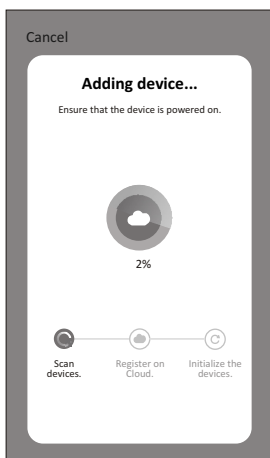 Cancel
Adding device...
Ensure that the device is powered on.
2%
Scan
devices.
Register on
Cloud.
Initialize the
devices.